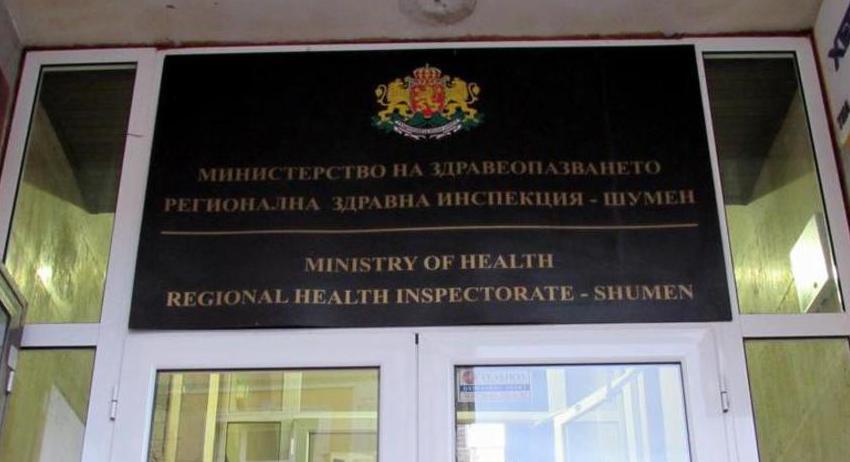 МИНИСТЕРСТВО НА ЗДРАВЕОПАЗВАНЕТО
РЕГИОНАЛНА ЗДРАВНА ИНСПЕКЦИЯ - ШУМЕН
MINISTRY OF HEALTH
REGIONAL HEALTH INSPECTORATE - SHUMEN